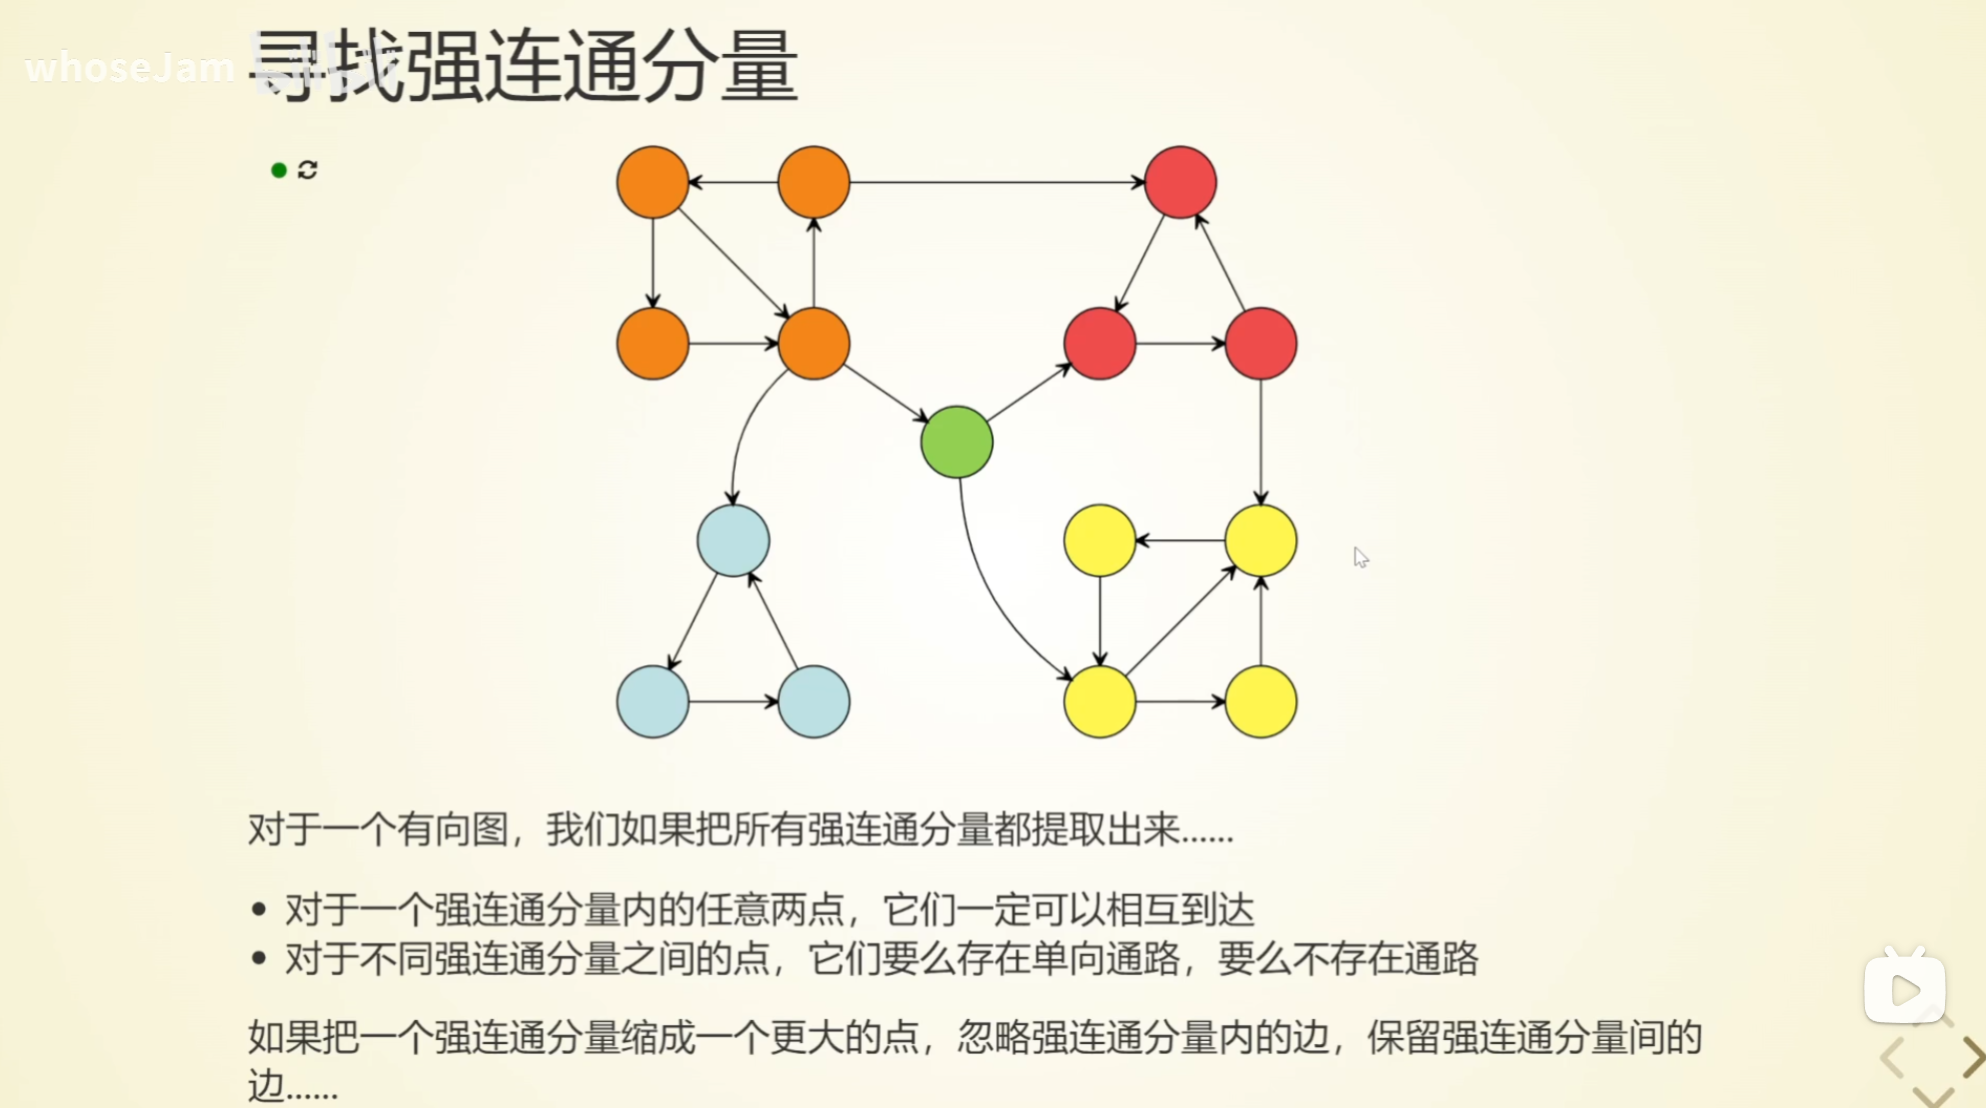 whoseJam
寻找强连通分量
对于一个有向图，我们如果把所有强连通分量都提取出来......
对于一个强连通分量内的任意两点，它们一定可以相互到达
对于不同强连通分量之间的点，它们要么存在单向通路，要么不存在通路
如果把一个强连通分量缩成一个更大的点，忽略强连通分量内的边，保留强连通分量间的
边......